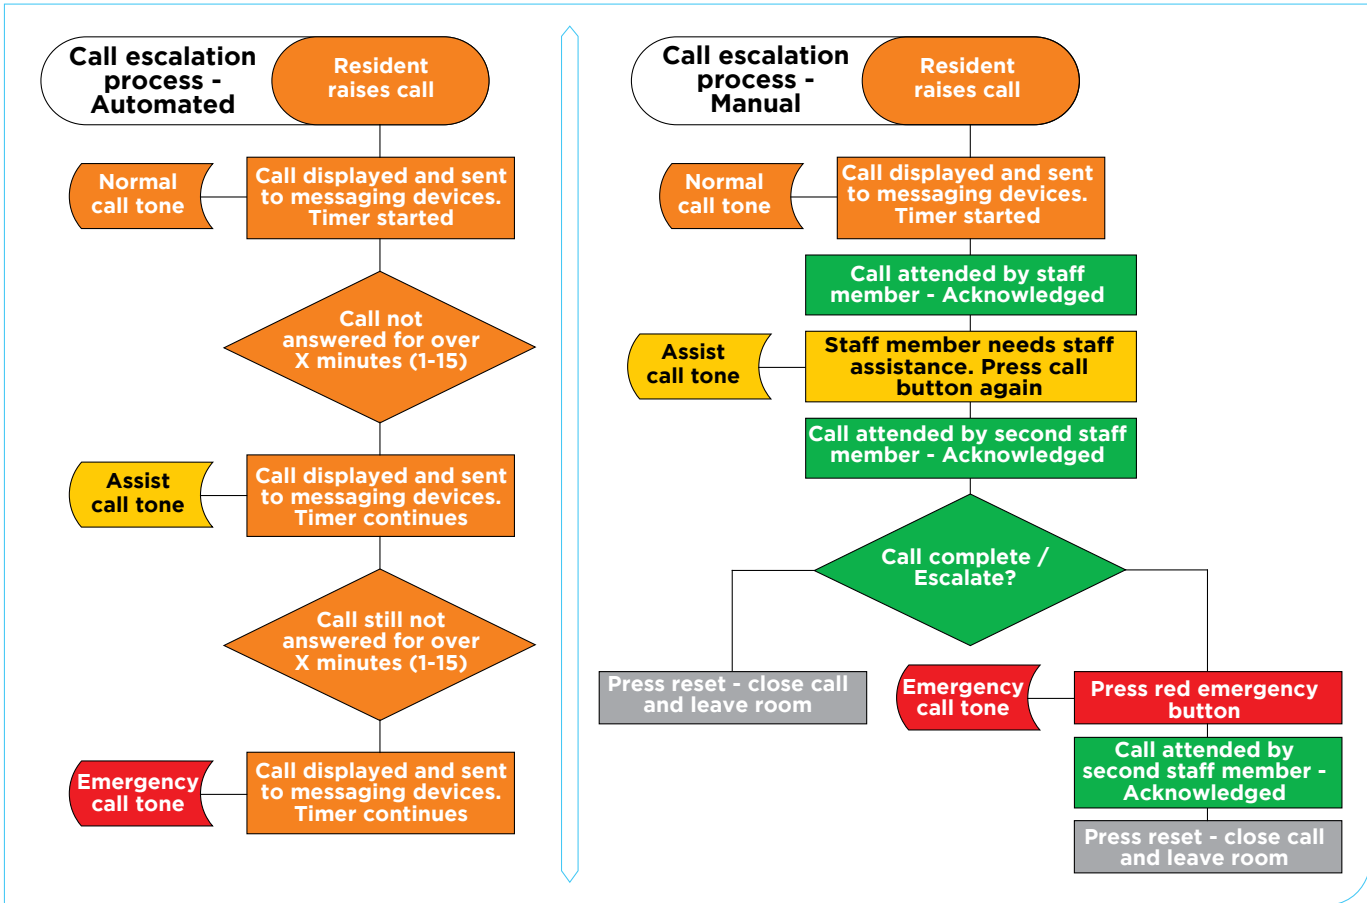 Call escalation
process -
Automated
Resident
raises call
Normal
call tone
Call displayed and sent
to messaging devices.
Timer started
Call not
answered for over
X minutes (1-15)
Assist
call tone
Call displayed and sent
to messaging devices.
Timer continues
Call still not
answered for over
X minutes (1-15)
Emergency
call tone
Call displayed and sent
to messaging devices.
Timer continues
Call escalation
process -
Manual
Resident
raises call
Normal
call tone
Call displayed and sent
to messaging devices.
Timer started
Call attended by staff
member - Acknowledged
Assist
call tone
Staff member needs staff
assistance. Press call
button again
Call attended by second staff
member - Acknowledged
Call complete /
Escalate?
Press reset - close call
and leave room
Emergency
call tone
Press red emergency
button
Call attended by
second staff member -
Acknowledged
Press reset - close call
and leave room